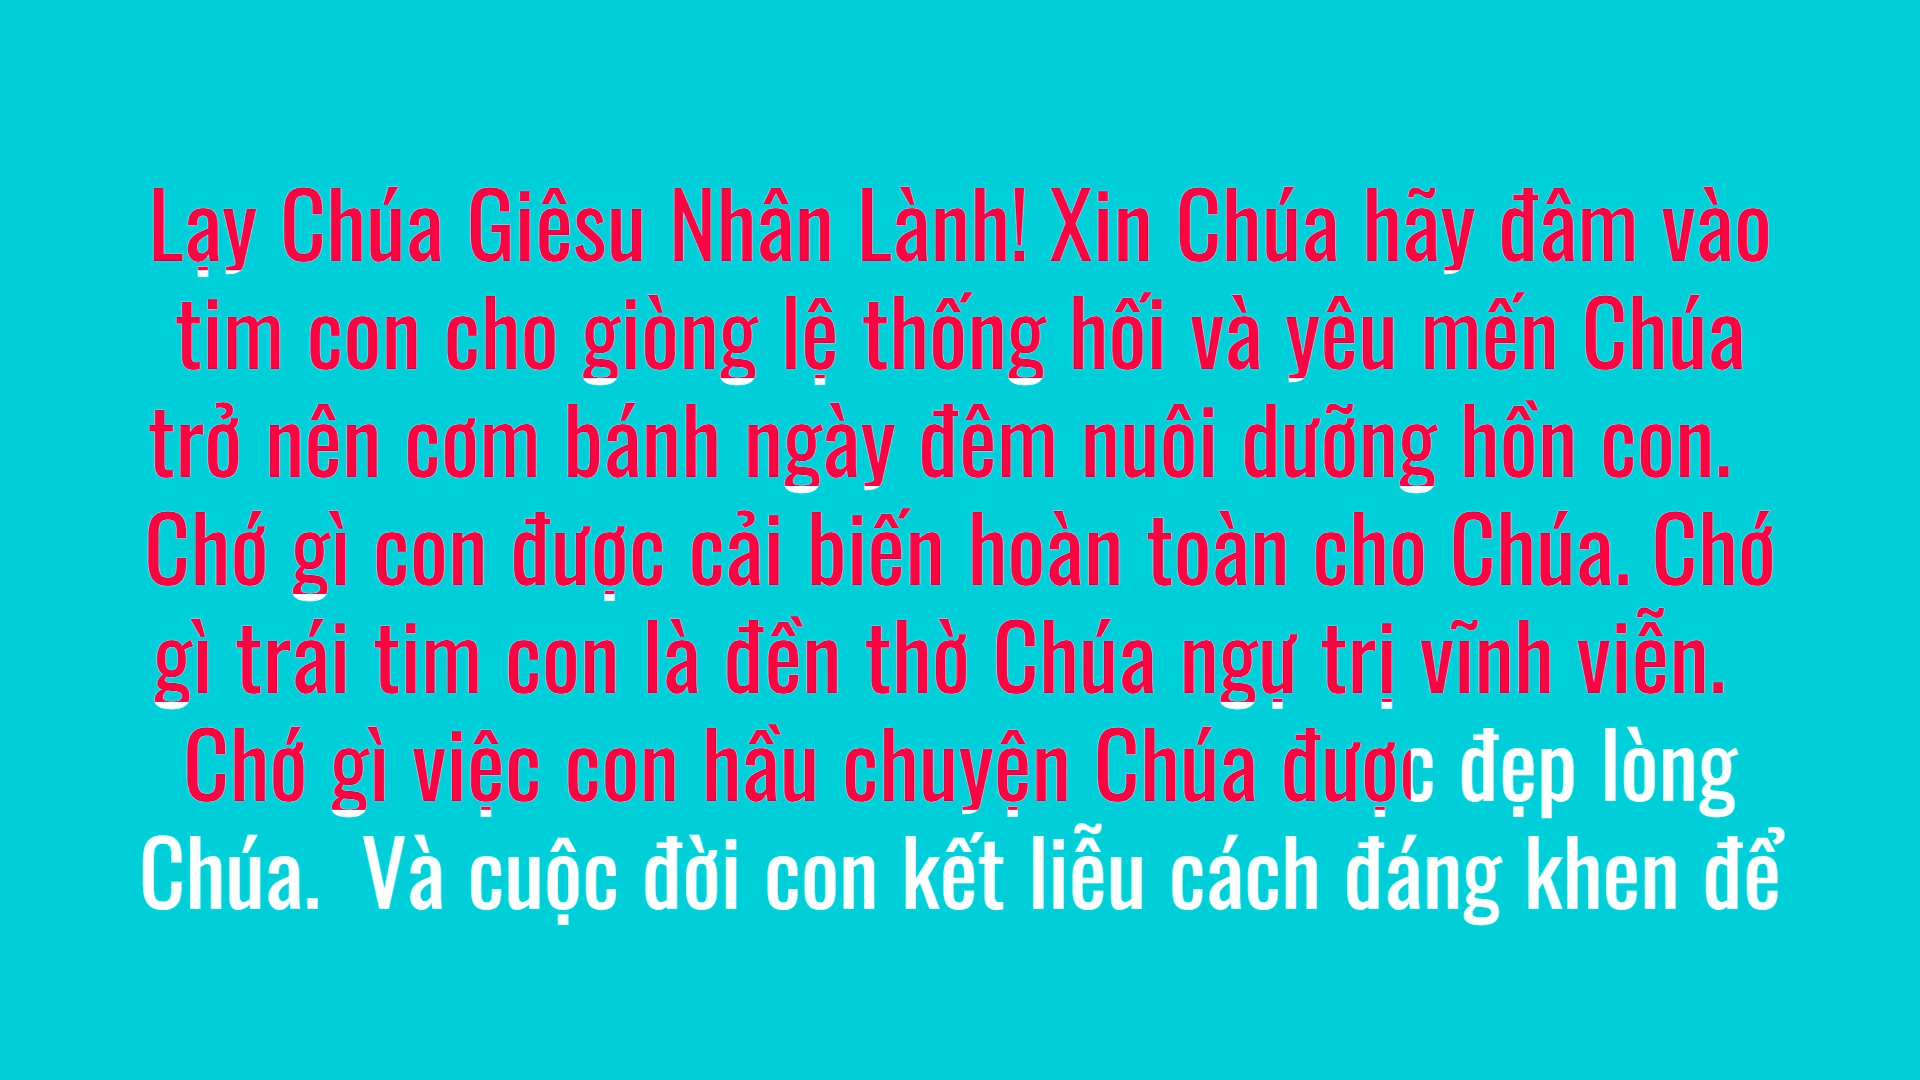 Lạy Chúa Giêsu Nhân Lành! Xin Chúa hãy đâm vào
tim con cho giòng lệ thống hối và yêu mến Chúa
trở nên cơm bánh ngày đêm nuôi dưỡng hồn con.
Chớ gì con được cải biến hoàn toàn cho Chúa. Chớ
gì trái tim con là đền thờ Chúa ngự trị vĩnh viễn.
Chớ gì việc con hầu chuyện Chúa được đẹp lòng
Chúa.  Và cuộc đời con kết liễu cách đáng khen để